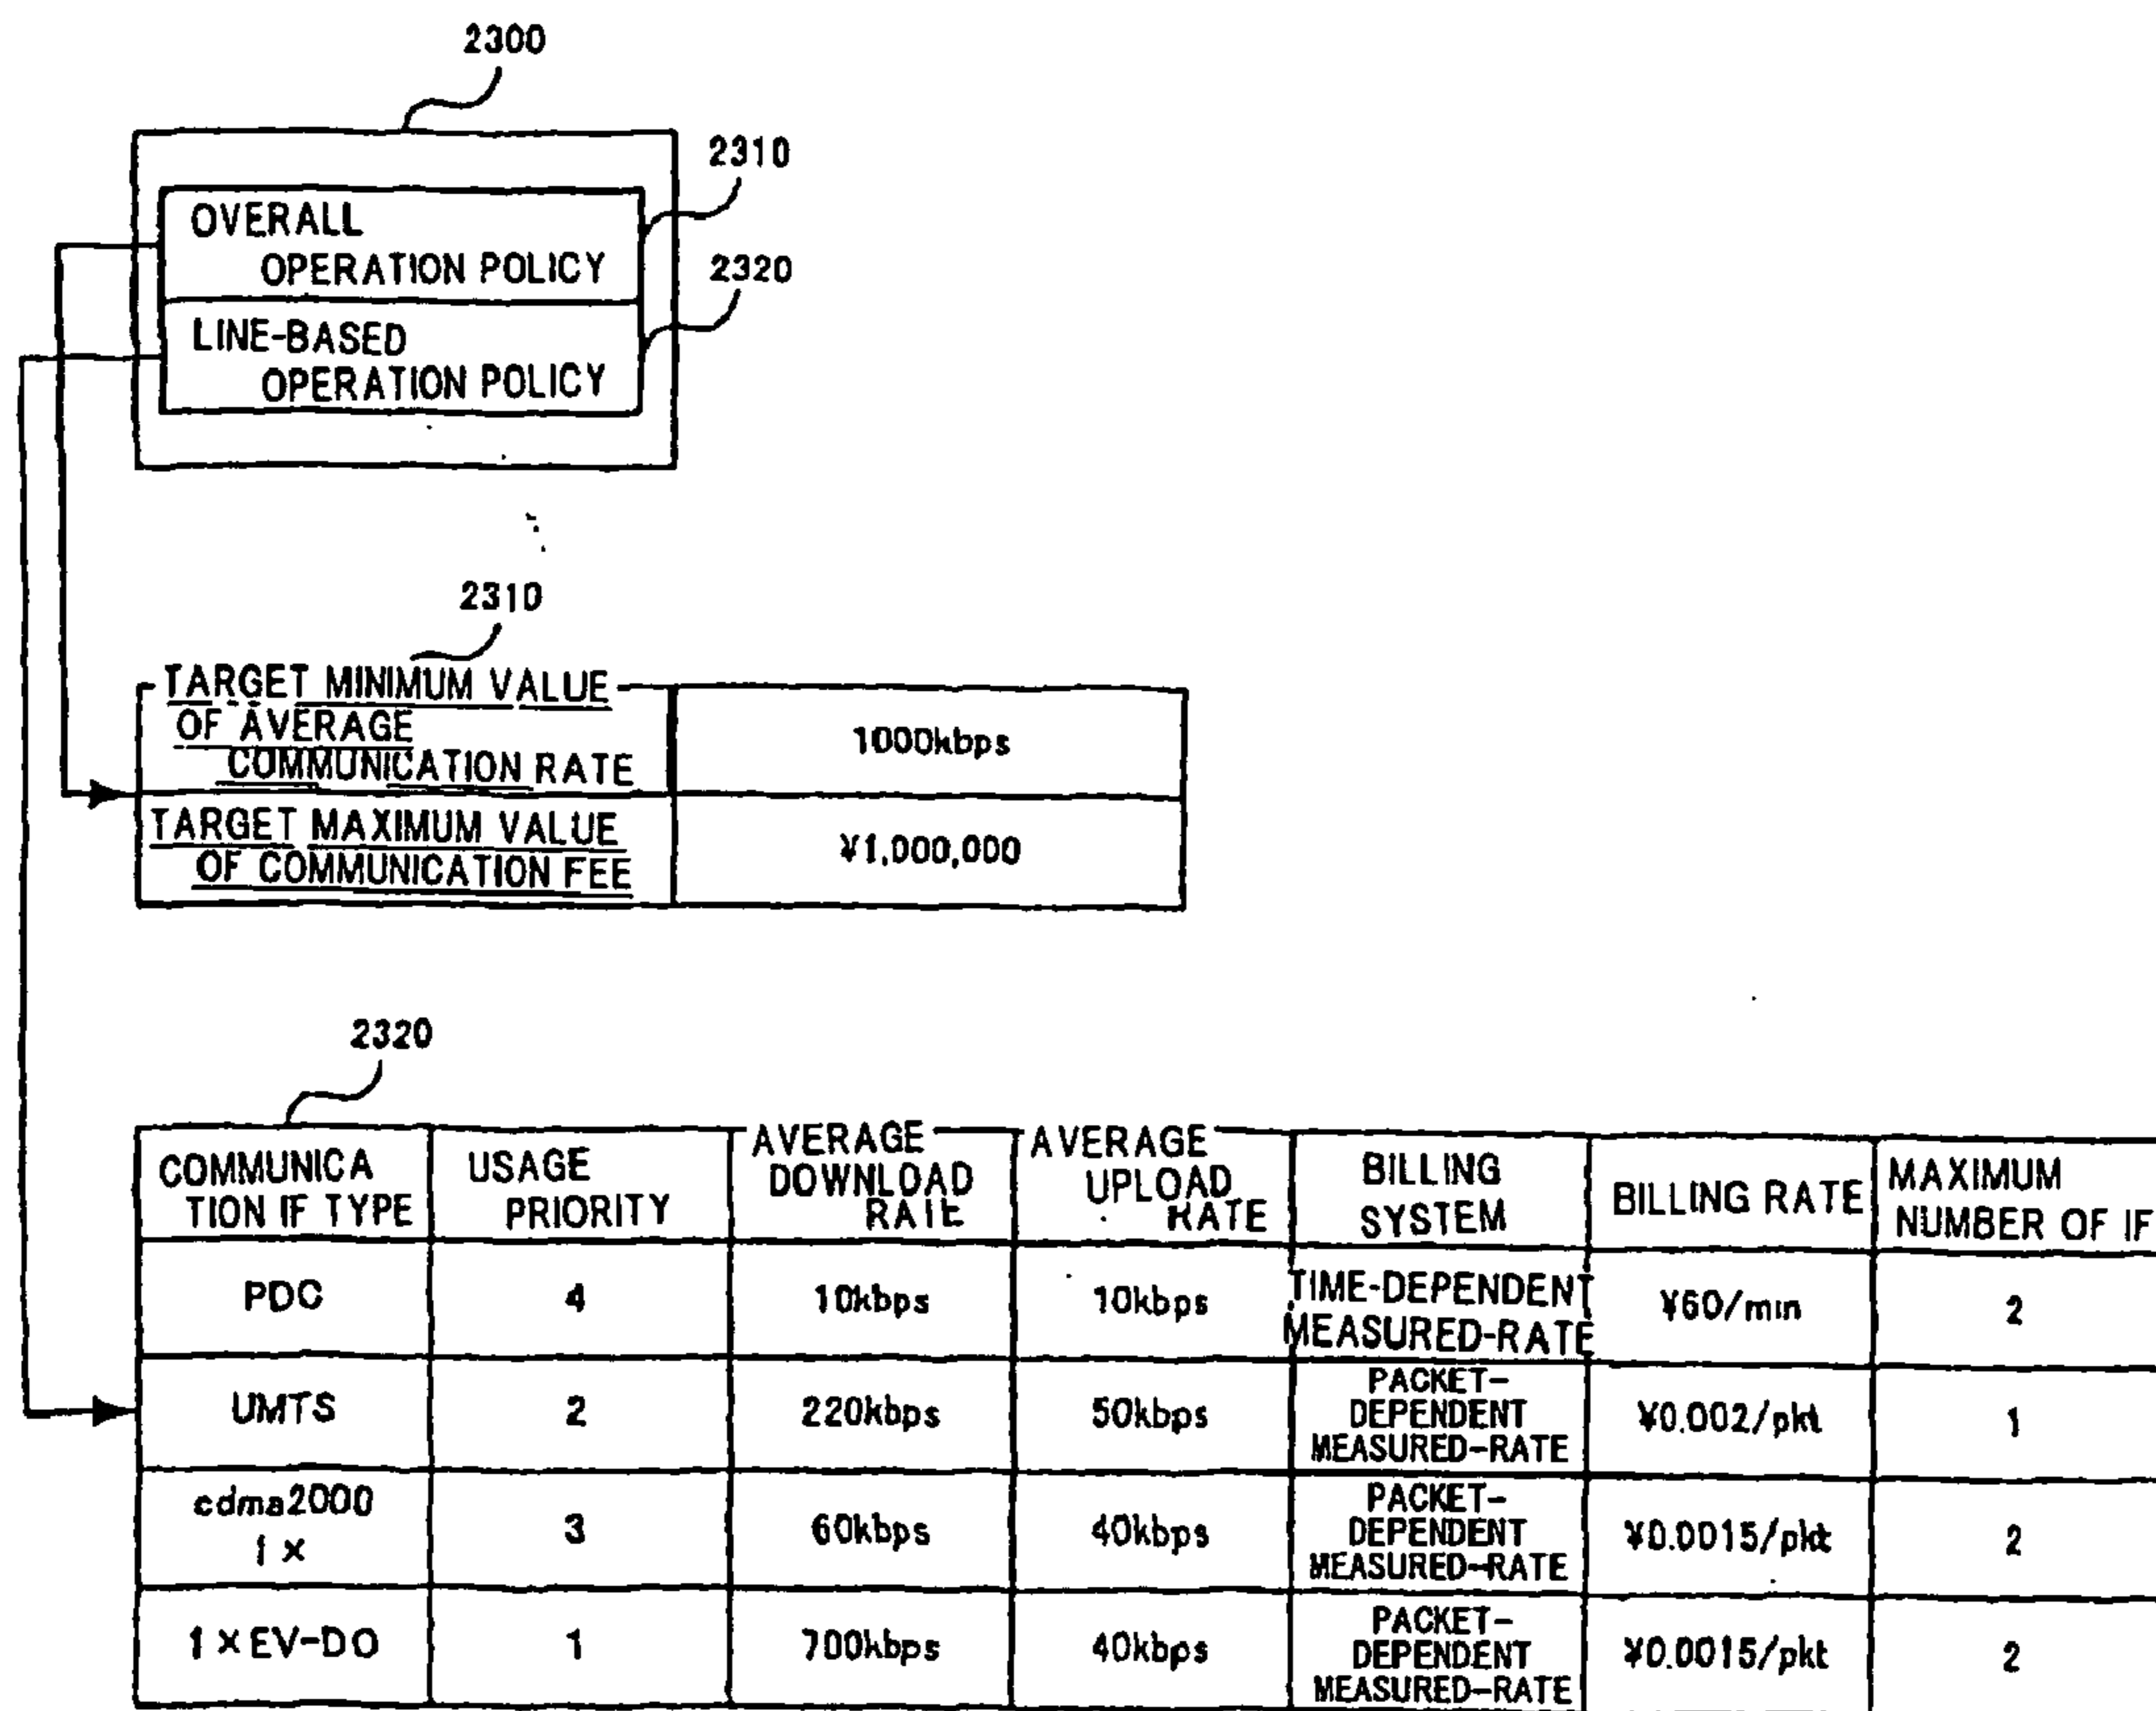 2300
2310
OVERALL
OPERATION POLICY
2320
LINE-BASED
OPERATION POLICY
2310
TARGET MINIMUM VALUE
OF AVERAGE
COMMUNICATION RATE
1000kbps
TARGET MAXIMUM VALUE
OF COMMUNICATION FEE
¥1,000,000
2320
COMMUNICA
TION IF TYPE
USAGE
PRIORITY
AVERAGE
DOWNLOAD
RATE
AVERAGE
UPLOAD
RATE
BILLING
SYSTEM
BILLING RATE
MAXIMUM
NUMBER OF IF
PDC
4
10kbps
10kbps
TIME-DEPENDENT
MEASURED-RATE
¥60/min
2
UMTS
2
220kbps
50kbps
PACKET-
DEPENDENT
MEASURED-RATE
¥0.002/pkt
1
cdma2000
1×
3
60kbps
40kbps
PACKET-
DEPENDENT
MEASURED-RATE
¥0.0015/pkt
2
1×EV-DO
1
700kbps
40kbps
PACKET-
DEPENDENT
MEASURED-RATE
¥0.0015/pkt
2